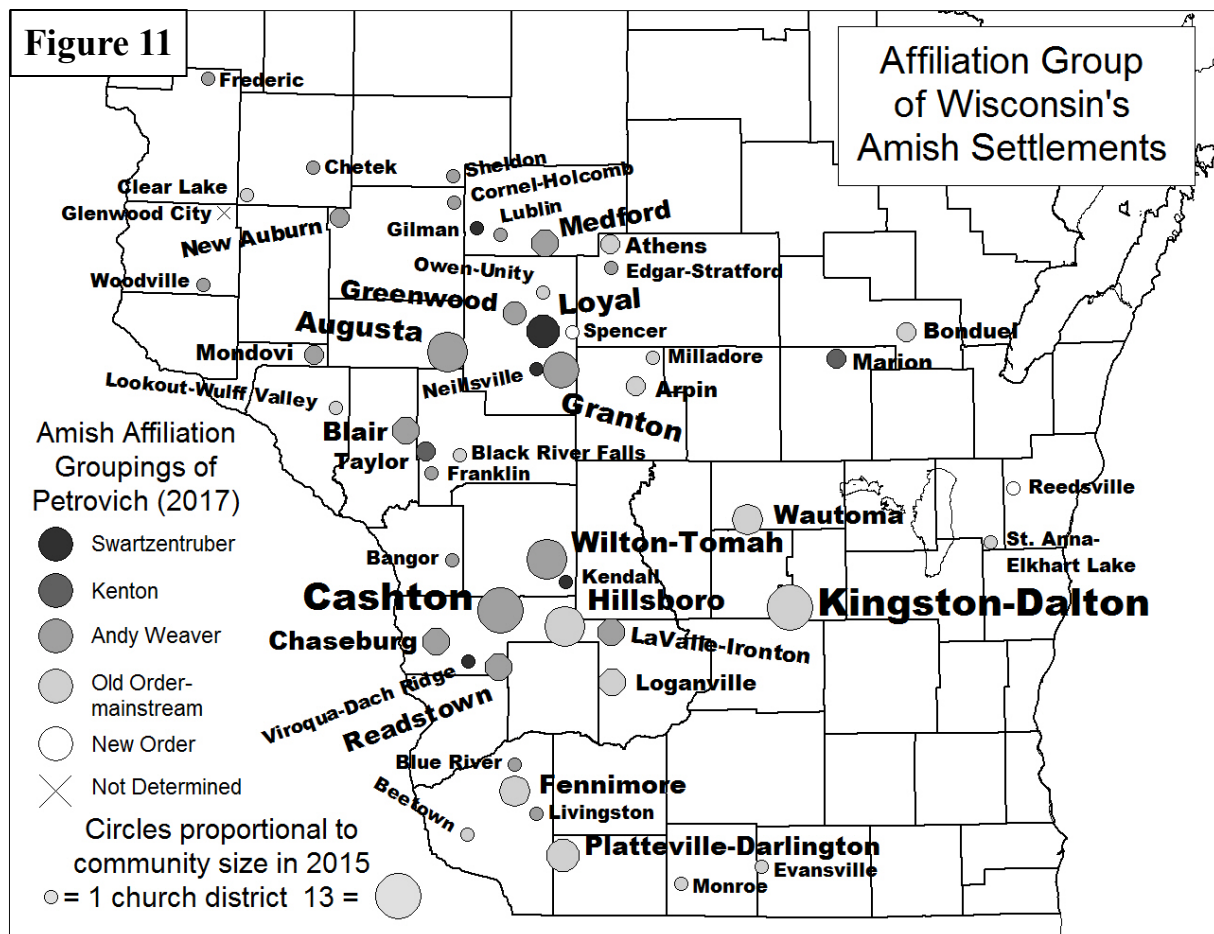 Figure 11
Affiliation Group
of Wisconsin's
Amish Settlements
Frederic
Chetek
Sheldon
Cornel-Holcomb
Clear Lake
Glenwood City
New Auburn
Gilman
Lublin
Medford
Athens
Edgar-Stratford
Woodville
Owen-Unity
Greenwood
Loyal
Spencer
Bonduel
Augusta
Mondovi
Neillsville
Milladore
Marion
Arpin
Granton
Lookout-Wulff Valley
Blair
Taylor
Black River Falls
Franklin
Reedsville
Wautoma
Bangor
Wilton-Tomah
St. Anna-
Elkhart Lake
Kendall
Cashton
Hillsboro
Kingston-Dalton
Chaseburg
LaValle-Ironton
Viroqua-Dach Ridge
Readstown
Loganville
Blue River
Fennimore
Beetown
Livingston
Platteville-Darlington
Evansville
Monroe
Amish Affiliation
Groupings of
Petrovich (2017)
Swartzentruber
Kenton
Andy Weaver
Old Order-
mainstream
New Order
Not Determined
Circles proportional to
community size in 2015
= 1 church district 13 =